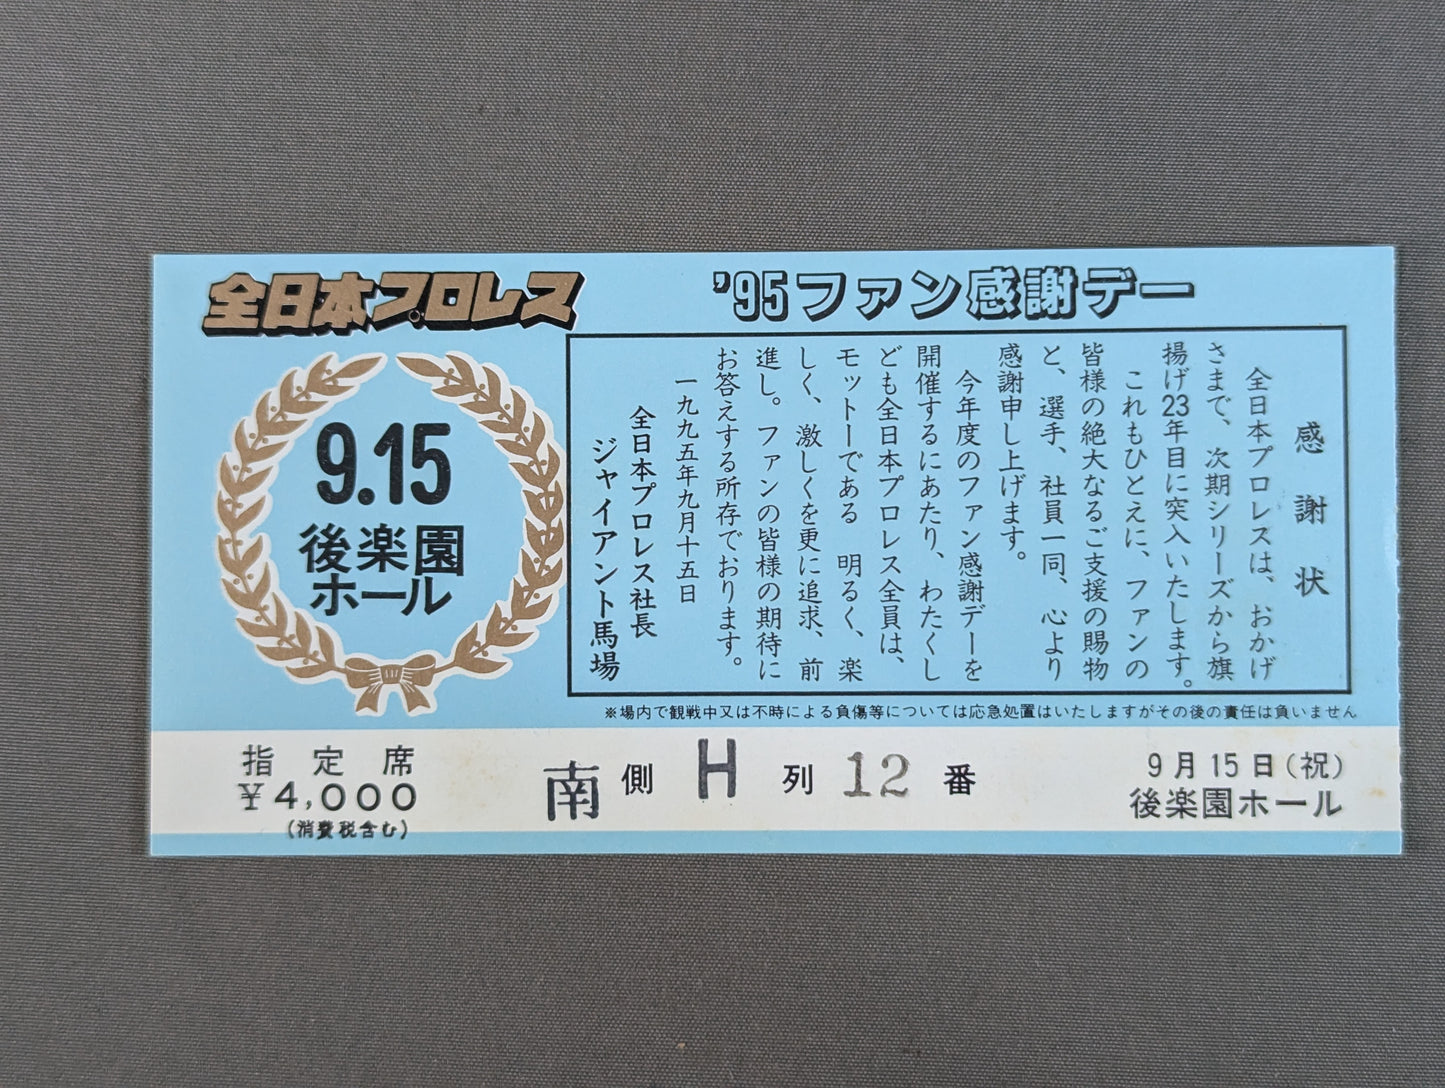 全日本プロレス
'95ファン感謝デー
9.15
後楽園
ホール
感謝状
全日本プロレスは、おかげ
さまで、次期シリーズから旗
揚げ23年目に突入いたします。
これもひとえに、ファンの
皆様の絶大なるご支援の賜物
と、選手、社員一同、心より
感謝申し上げます。
今年度のファン感謝デーを
開催するにあたり、わたくし
ども全日本プロレス全員は、
モットーである 明るく、楽
しく、激しくを更に追求、前
進し。ファンの皆様の期待に
お答えする所存でおります。
一九九五年九月十五日
全日本プロレス社長
ジャイアント馬場
※場内で観戦中又は不時による負傷等については応急処置はいたしますがその後の責任は負いません
指定席
¥4,000
(消費税含む)
南側 H 列 12 番
9月15日(祝)
後楽園ホール